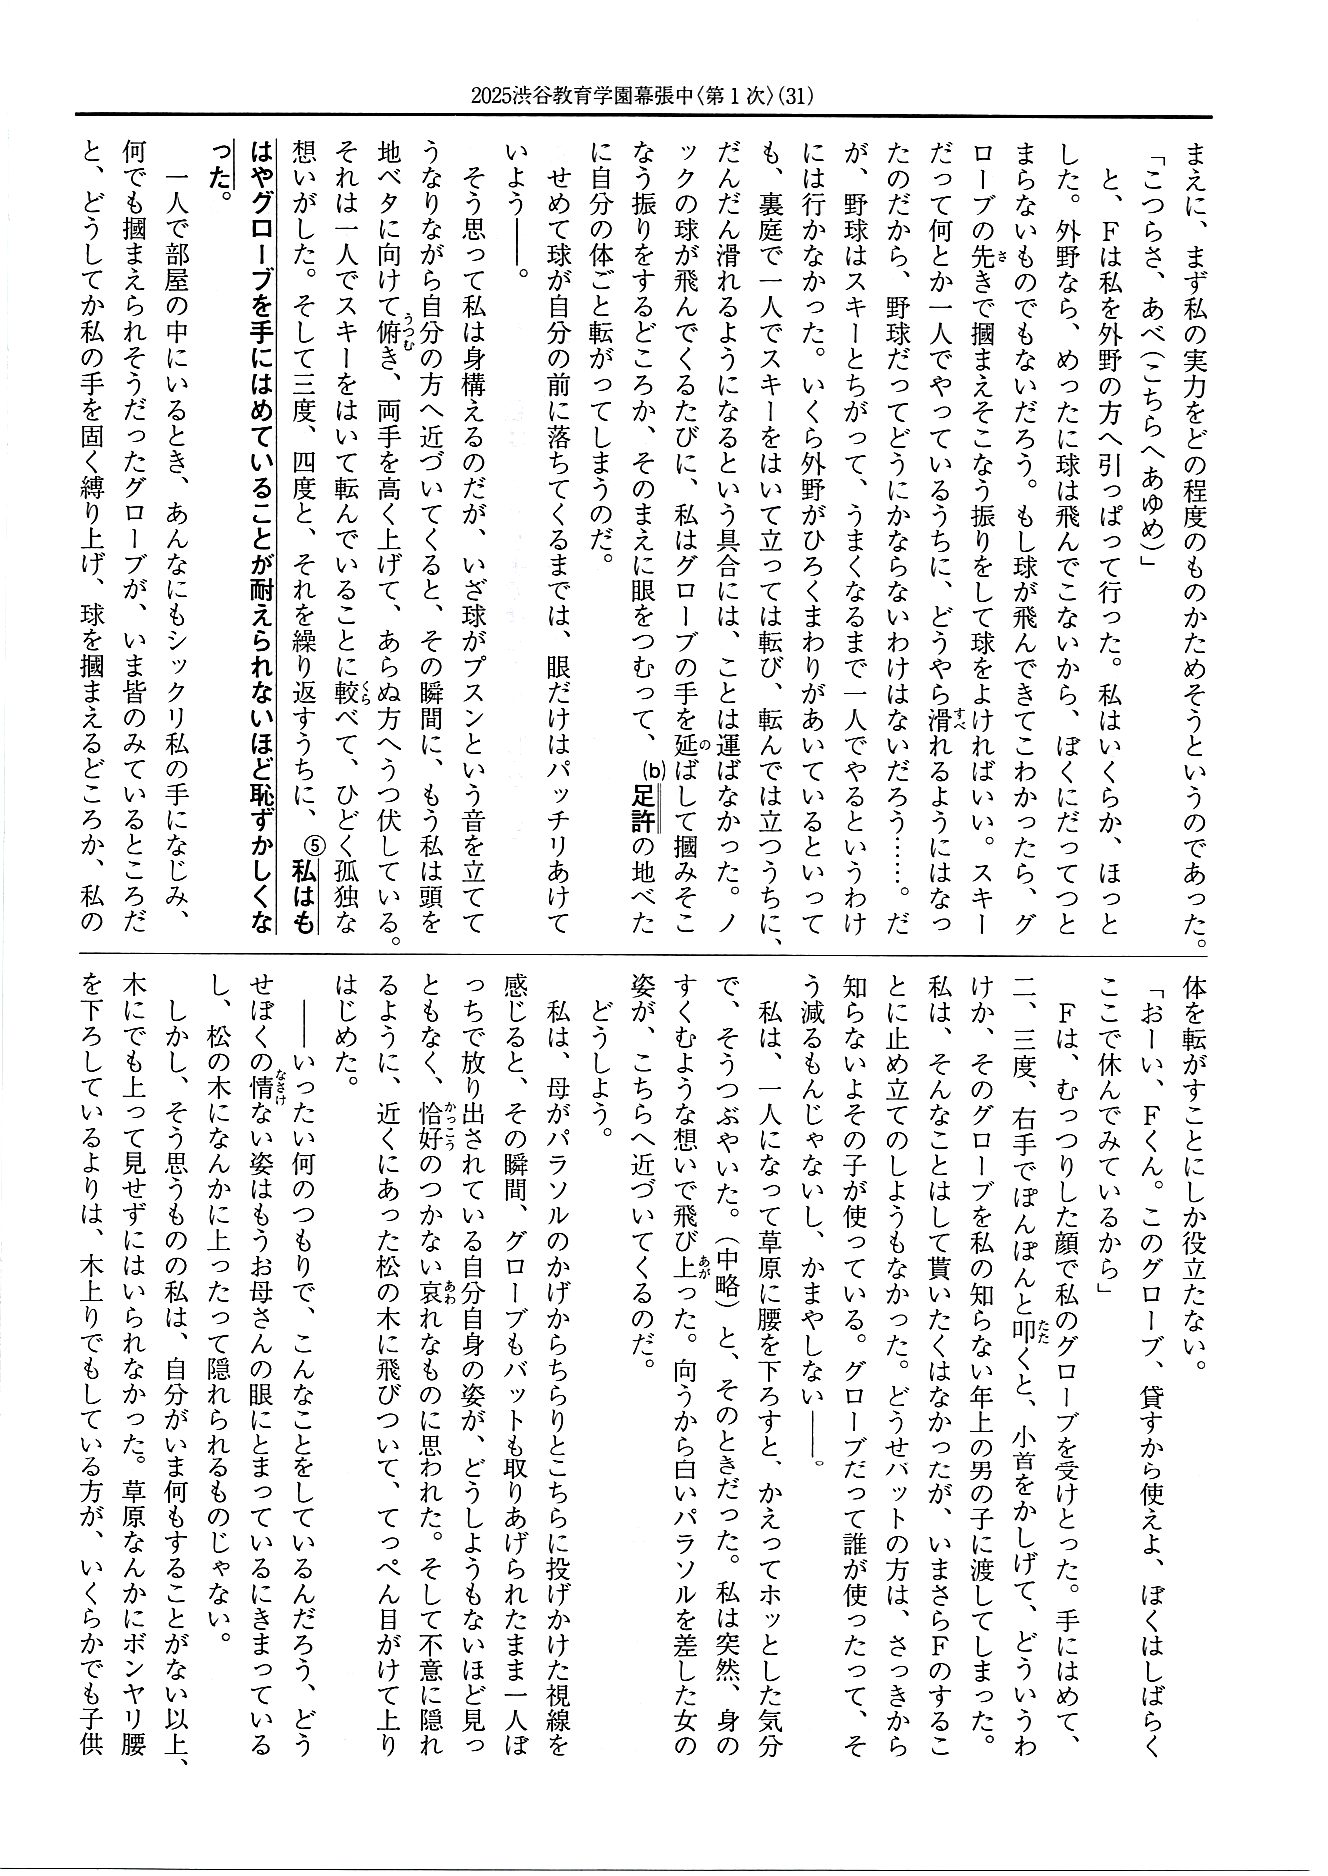 2025渋谷教育学園幕張中〈第1次〉(31)
まえに、まず私の実力をどの程度のものかためそうというのであった。
「こつらさ、あべ(こちらへあゆめ)」
と、Fは私を外野の方へ引っぱって行った。私はいくらか、ほっと
した。外野なら、めったに球は飛んでこないから、ぼくにだってつと
まらないものでもないだろう。もし球が飛んできてこわかったら、グ
ローブの先きで摑まえそこなう振りをして球をよければいい。スキー
だって何とか一人でやっているうちに、どうやら滑れるようにはなっ
たのだから、野球だってどうにかならないわけはないだろう……。だ
が、野球はスキーとちがって、うまくなるまで一人でやるというわけ
には行かなかった。いくら外野がひろくまわりがあいているといって
も、裏庭で一人でスキーをはいて立っては転び、転んでは立つうちに、
だんだん滑れるようになるという具合には、ことは運ばなかった。ノ
ックの球が飛んでくるたびに、私はグローブの手を延ばして摑みそこ
なう振りをするどころか、そのまえに眼をつむって、(b)足許の地べた
に自分の体ごと転がってしまうのだ。
せめて球が自分の前に落ちてくるまでは、眼だけはパッチリあけて
いよう――。
そう思って私は身構えるのだが、いざ球がプスンという音を立てて
うなりながら自分の方へ近づいてくると、その瞬間に、もう私は頭を
地ベタに向けて俯き、両手を高く上げて、あらぬ方へうつ伏している。
それは一人でスキーをはいて転んでいることに較べて、ひどく孤独な
想いがした。そして三度、四度と、それを繰り返すうちに、⑤私はも
はやグローブを手にはめていることが耐えられないほど恥ずかしくな
った。
一人で部屋の中にいるとき、あんなにもシックリ私の手になじみ、
何でも摑まえられそうだったグローブが、いま皆のみているところだ
と、どうしてか私の手を固く縛り上げ、球を摑まえるどころか、私の
体を転がすことにしか役立たない。
「おーい、Fくん。このグローブ、貸すから使えよ、ぼくはしばらく
ここで休んでみているから」
Fは、むっつりした顔で私のグローブを受けとった。手にはめて、
二、三度、右手でぽんぽんと叩くと、小首をかしげて、どういうわ
けか、そのグローブを私の知らない年上の男の子に渡してしまった。
私は、そんなことはして貰いたくはなかったが、いまさらFのするこ
とに止め立てのしようもなかった。どうせバットの方は、さっきから
知らないよその子が使っている。グローブだって誰が使ったって、そ
う減るもんじゃないし、かまやしない――。
私は、一人になって草原に腰を下ろすと、かえってホッとした気分
で、そうつぶやいた。(中略)と、そのときだった。私は突然、身の
すくむような想いで飛び上った。向うから白いパラソルを差した女の
姿が、こちらへ近づいてくるのだ。
どうしよう。
私は、母がパラソルのかげからちらりとこちらに投げかけた視線を
感じると、その瞬間、グローブもバットも取りあげられたまま一人ぼ
っちで放り出されている自分自身の姿が、どうしようもないほど見っ
ともなく、恰好のつかない哀れなものに思われた。そして不意に隠れ
るように、近くにあった松の木に飛びついて、てっぺん目がけて上り
はじめた。
――いったい何のつもりで、こんなことをしているんだろう、どう
せぼくの情ない姿はもうお母さんの眼にとまっているにきまっている
し、松の木になんかに上ったって隠れられるものじゃない。
しかし、そう思うものの私は、自分がいま何もすることがない以上、
木にでも上って見せずにはいられなかった。草原なんかにボンヤリ腰
を下ろしているよりは、木上りでもしている方が、いくらかでも子供